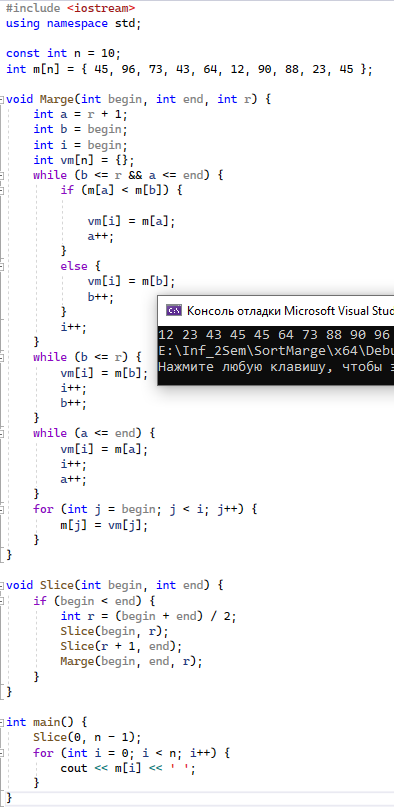 #include <iostream>
using namespace std;

const int n = 10;
int m[n] = { 45, 96, 73, 43, 64, 12, 90, 88, 23, 45 };

void Marge(int begin, int end, int r) {
    int a = r + 1;
    int b = begin;
    int i = begin;
    int vm[n] = {};
    while (b <= r && a <= end) {
        if (m[a] < m[b]) {

            vm[i] = m[a];
            a++;
        }
        else {
            vm[i] = m[b];
            b++;
        }
        i++;
    }
    while (b <= r) {
        vm[i] = m[b];
        i++;
        b++;
    }
    while (a <= end) {
        vm[i] = m[a];
        i++;
        a++;
    }
    for (int j = begin; j < i; j++) {
        m[j] = vm[j];
    }
}

void Slice(int begin, int end) {
    if (begin < end) {
        int r = (begin + end) / 2;
        Slice(begin, r);
        Slice(r + 1, end);
        Marge(begin, end, r);
    }
}

int main() {
    Slice(0, n - 1);
    for (int i = 0; i < n; i++) {
        cout << m[i] << ' ';
    }
}
Консоль отладки Microsoft Visual
12 23 43 45 45 64 73 88 90 96
E:\Inf_2Sem\SortMarge\x64\
Нажмите любую клавишу, чтобы